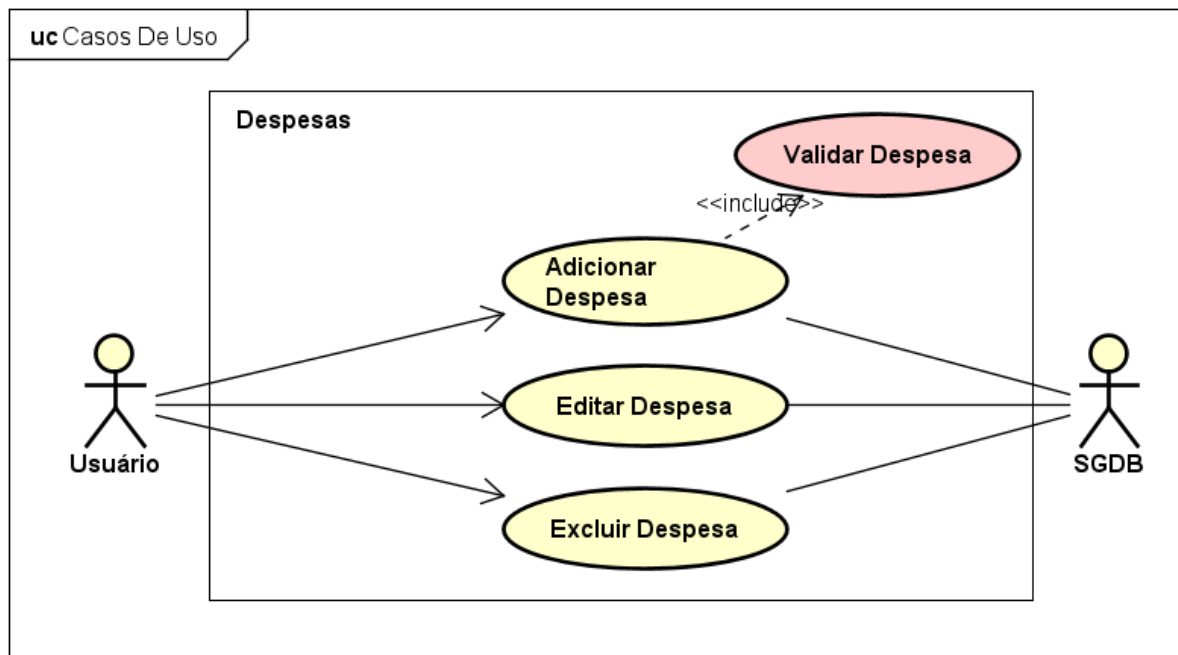 uc Casos De Uso
Despesas
Validar Despesa
<<include>>
Adicionar
Despesa
Editar Despesa
Usuário
SGDB
Excluir Despesa